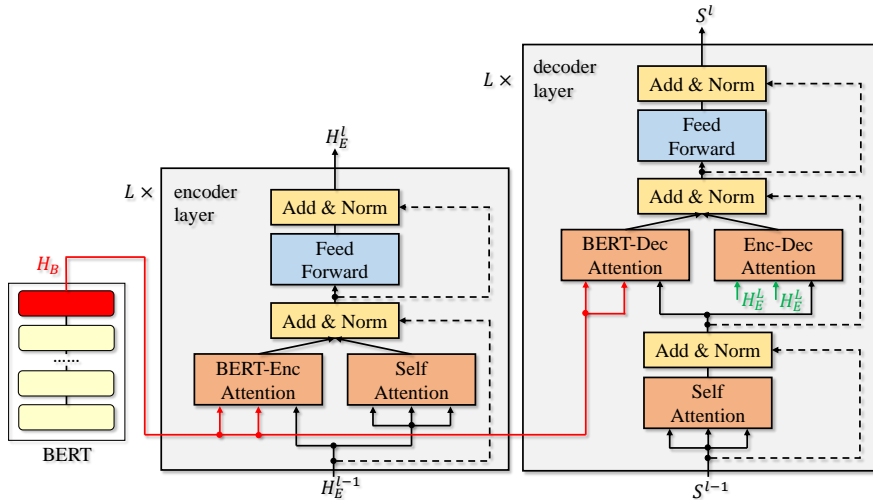 H_B
......
BERT
L ×
encoder
layer
H_E^l
Add & Norm
Feed
Forward
Add & Norm
BERT-Enc
Attention
Self
Attention
H_E^{l-1}
S^l
L ×
decoder
layer
Add & Norm
Feed
Forward
Add & Norm
BERT-Dec
Attention
Enc-Dec
Attention
H_E^L H_E^L
Add & Norm
Self
Attention
S^{l-1}